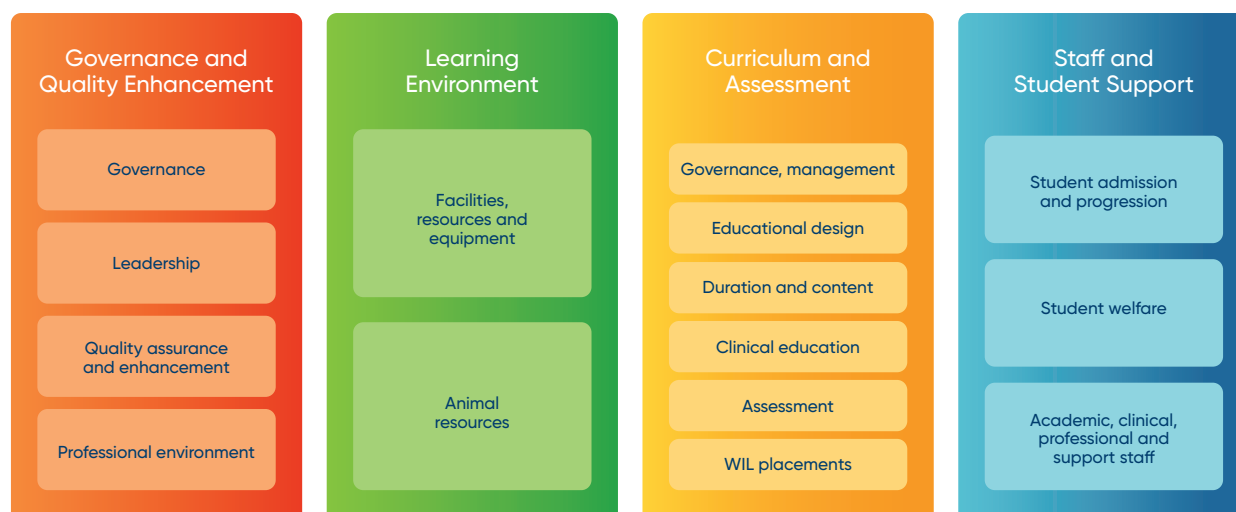 Governance and
Quality Enhancement
Governance
Leadership
Quality assurance
and enhancement
Professional environment
Learning
Environment
Facilities,
resources and
equipment
Animal
resources
Curriculum and
Assessment
Governance, management
Educational design
Duration and content
Clinical education
Assessment
WIL placements
Staff and
Student Support
Student admission
and progression
Student welfare
Academic, clinical,
professional and
support staff